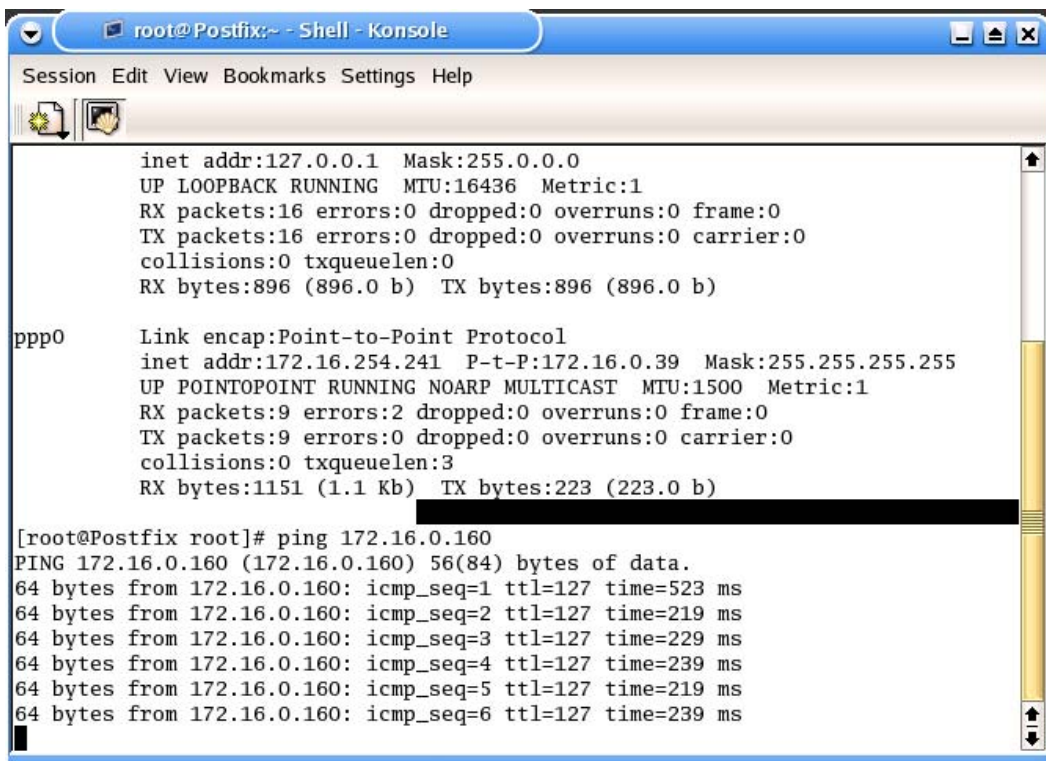 root@Postfix:~ - Shell - Konsole
Session Edit View Bookmarks Settings Help
inet addr:127.0.0.1  Mask:255.0.0.0
UP LOOPBACK RUNNING  MTU:16436  Metric:1
RX packets:16 errors:0 dropped:0 overruns:0 frame:0
TX packets:16 errors:0 dropped:0 overruns:0 carrier:0
collisions:0 txqueuelen:0
RX bytes:896 (896.0 b)  TX bytes:896 (896.0 b)
ppp0      Link encap:Point-to-Point Protocol
inet addr:172.16.254.241  P-t-P:172.16.0.39  Mask:255.255.255.255
UP POINTOPOINT RUNNING NOARP MULTICAST  MTU:1500  Metric:1
RX packets:9 errors:2 dropped:0 overruns:0 frame:0
TX packets:9 errors:0 dropped:0 overruns:0 carrier:0
collisions:0 txqueuelen:3
RX bytes:1151 (1.1 Kb)  TX bytes:223 (223.0 b)
[root@Postfix root]# ping 172.16.0.160
PING 172.16.0.160 (172.16.0.160) 56(84) bytes of data.
64 bytes from 172.16.0.160: icmp_seq=1 ttl=127 time=523 ms
64 bytes from 172.16.0.160: icmp_seq=2 ttl=127 time=219 ms
64 bytes from 172.16.0.160: icmp_seq=3 ttl=127 time=229 ms
64 bytes from 172.16.0.160: icmp_seq=4 ttl=127 time=239 ms
64 bytes from 172.16.0.160: icmp_seq=5 ttl=127 time=219 ms
64 bytes from 172.16.0.160: icmp_seq=6 ttl=127 time=239 ms